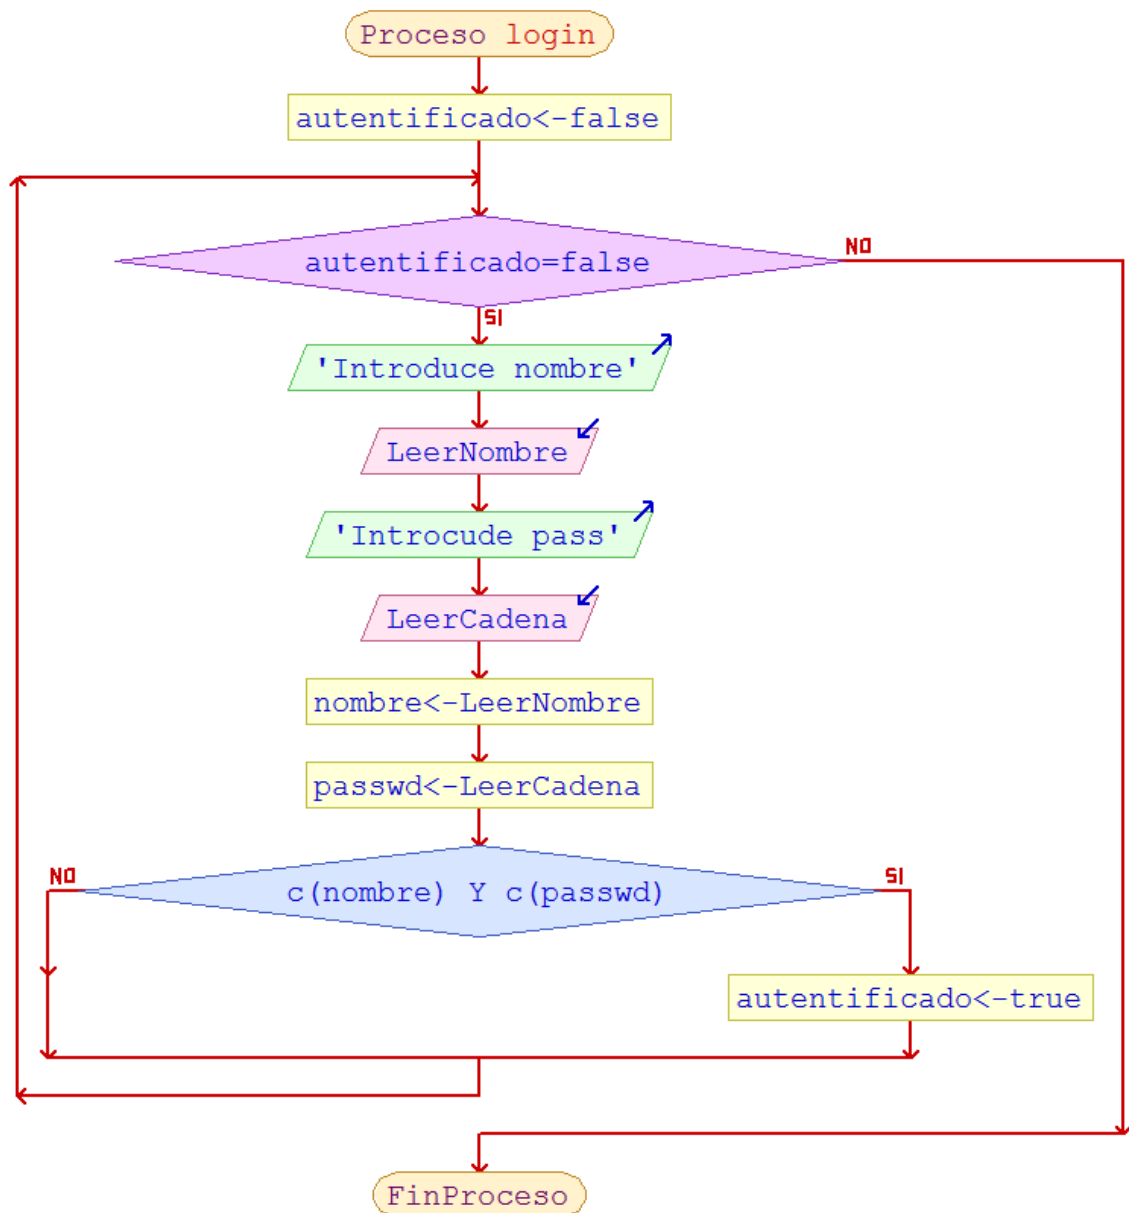 Proceso login
autentificado<-false
autentificado=false
NO
SI
'Introduce nombre'
LeerNombre
'Introcude pass'
LeerCadena
nombre<-LeerNombre
passwd<-LeerCadena
NO
c(nombre) Y c(passwd)
SI
autentificado<-true
FinProceso